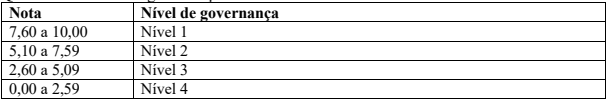 Nota Nível de governança
7,60 a 10,00 Nível 1
5,10 a 7,59 Nível 2
2,60 a 5,09 Nível 3
0,00 a 2,59 Nível 4